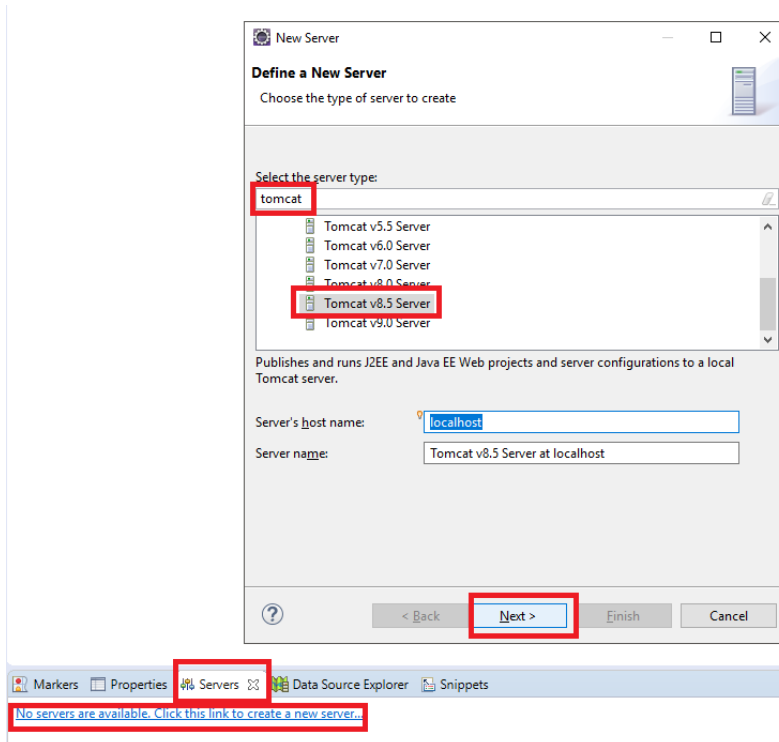 New Server
Define a New Server
Choose the type of server to create
Select the server type:
tomcat
Tomcat v5.5 Server
Tomcat v6.0 Server
Tomcat v7.0 Server
Tomcat v8.0 Server
Tomcat v8.5 Server
Tomcat v9.0 Server
Publishes and runs J2EE and Java EE Web projects and server configurations to a local
Tomcat server.
Server's host name: localhost
Server name: Tomcat v8.5 Server at localhost
? < Back Next > Finish Cancel
Markers Properties Servers Data Source Explorer Snippets
No servers are available. Click this link to create a new server...